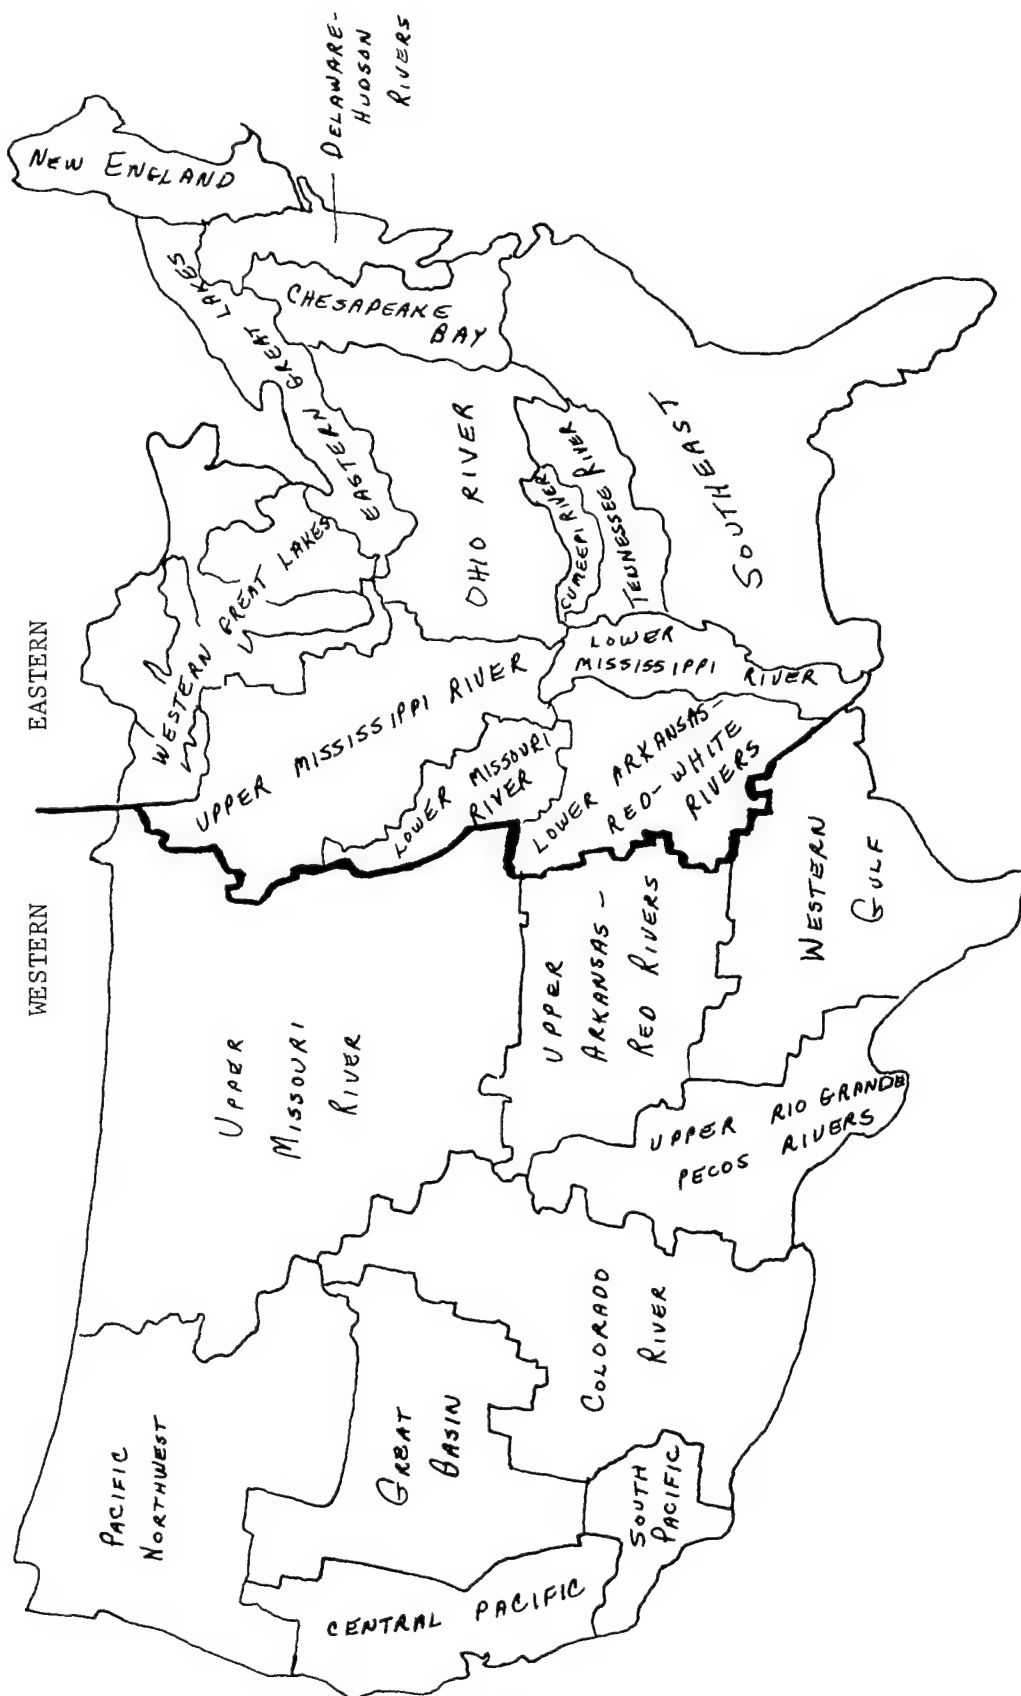 WESTERN
EASTERN
PACIFIC
NORTHWEST
UPPER
MISSOURI
RIVER
GREAT
BASIN
CENTRAL PACIFIC
SOUTH
PACIFIC
COLORADO
RIVER
UPPER
ARKANSAS-
RED RIVERS
UPPER RIO GRANDE
PECOS RIVERS
WESTERN
GULF
UPPER MISSISSIPPI RIVER
LOWER MISSOURI
RIVER
LOWER ARKANSAS-
RED-WHITE
RIVERS
LOWER
MISSISSIPPI
RIVER
WESTERN GREAT LAKES
EASTERN GREAT LAKES
OHIO RIVER
CUMEEPI RIVER
TENNESSEE RIVER
SOUTHEAST
CHESAPEAKE
BAY
NEW ENGLAND
DELAWARE-
HUDSON
RIVERS